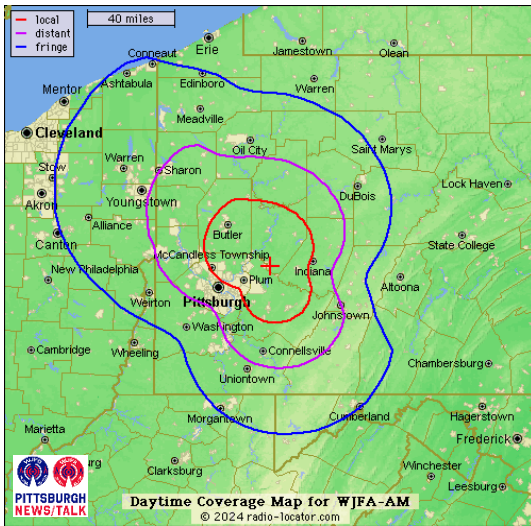 local
distant
fringe
40 miles
Erie
Jamestown
Olean
Conneaut
Ashtabula
Edinboro
Warren
Mentor
Meadville
Cleveland
Oil City
Saint Marys
Stow
Warren
Sharon
DuBois
Lock Haven
Akron
Youngstown
Alliance
Butler
Canton
State College
McCandless Township
New Philadelphia
Plum
Indiana
Altoona
Weirton
Pittsburgh
Washington
Johnstown
Cambridge
Wheeling
Connellsville
Uniontown
Chambersburg
Morgantown
Cumberland
Hagerstown
Marietta
Frederick
burg
Clarksburg
Winchester
Leesburg
PITTSBURGH
NEWS/TALK
Daytime Coverage Map for WJFA-AM
© 2024 radio-locator.com